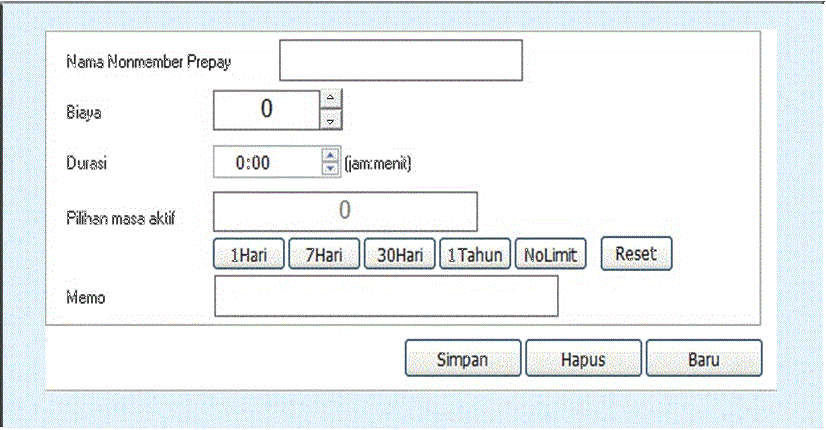 Nama Nonmember Prepay
Biaya 0
Durasi 0:00 (jam:menit)
Pilihan masa aktif 0
1Hari 7Hari 30Hari 1Tahun NoLimit Reset
Memo
Simpan Hapus Baru